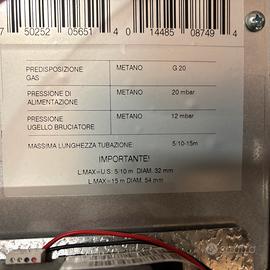 50252 05651 4 0 14485 08749 4
PREDISPOSIZIONE GAS METANO G 20
PRESSIONE DI ALIMENTAZIONE METANO 20 mbar
PRESSIONE UGELLO BRUCIATORE METANO 12 mbar
MASSIMA LUNGHEZZA TUBAZIONE: 5-10-15m
IMPORTANTE!
L.MAX=U.S: 5/10 m DIAM. 32 mm
L.MAX=15 m DIAM. 54 mm
subito